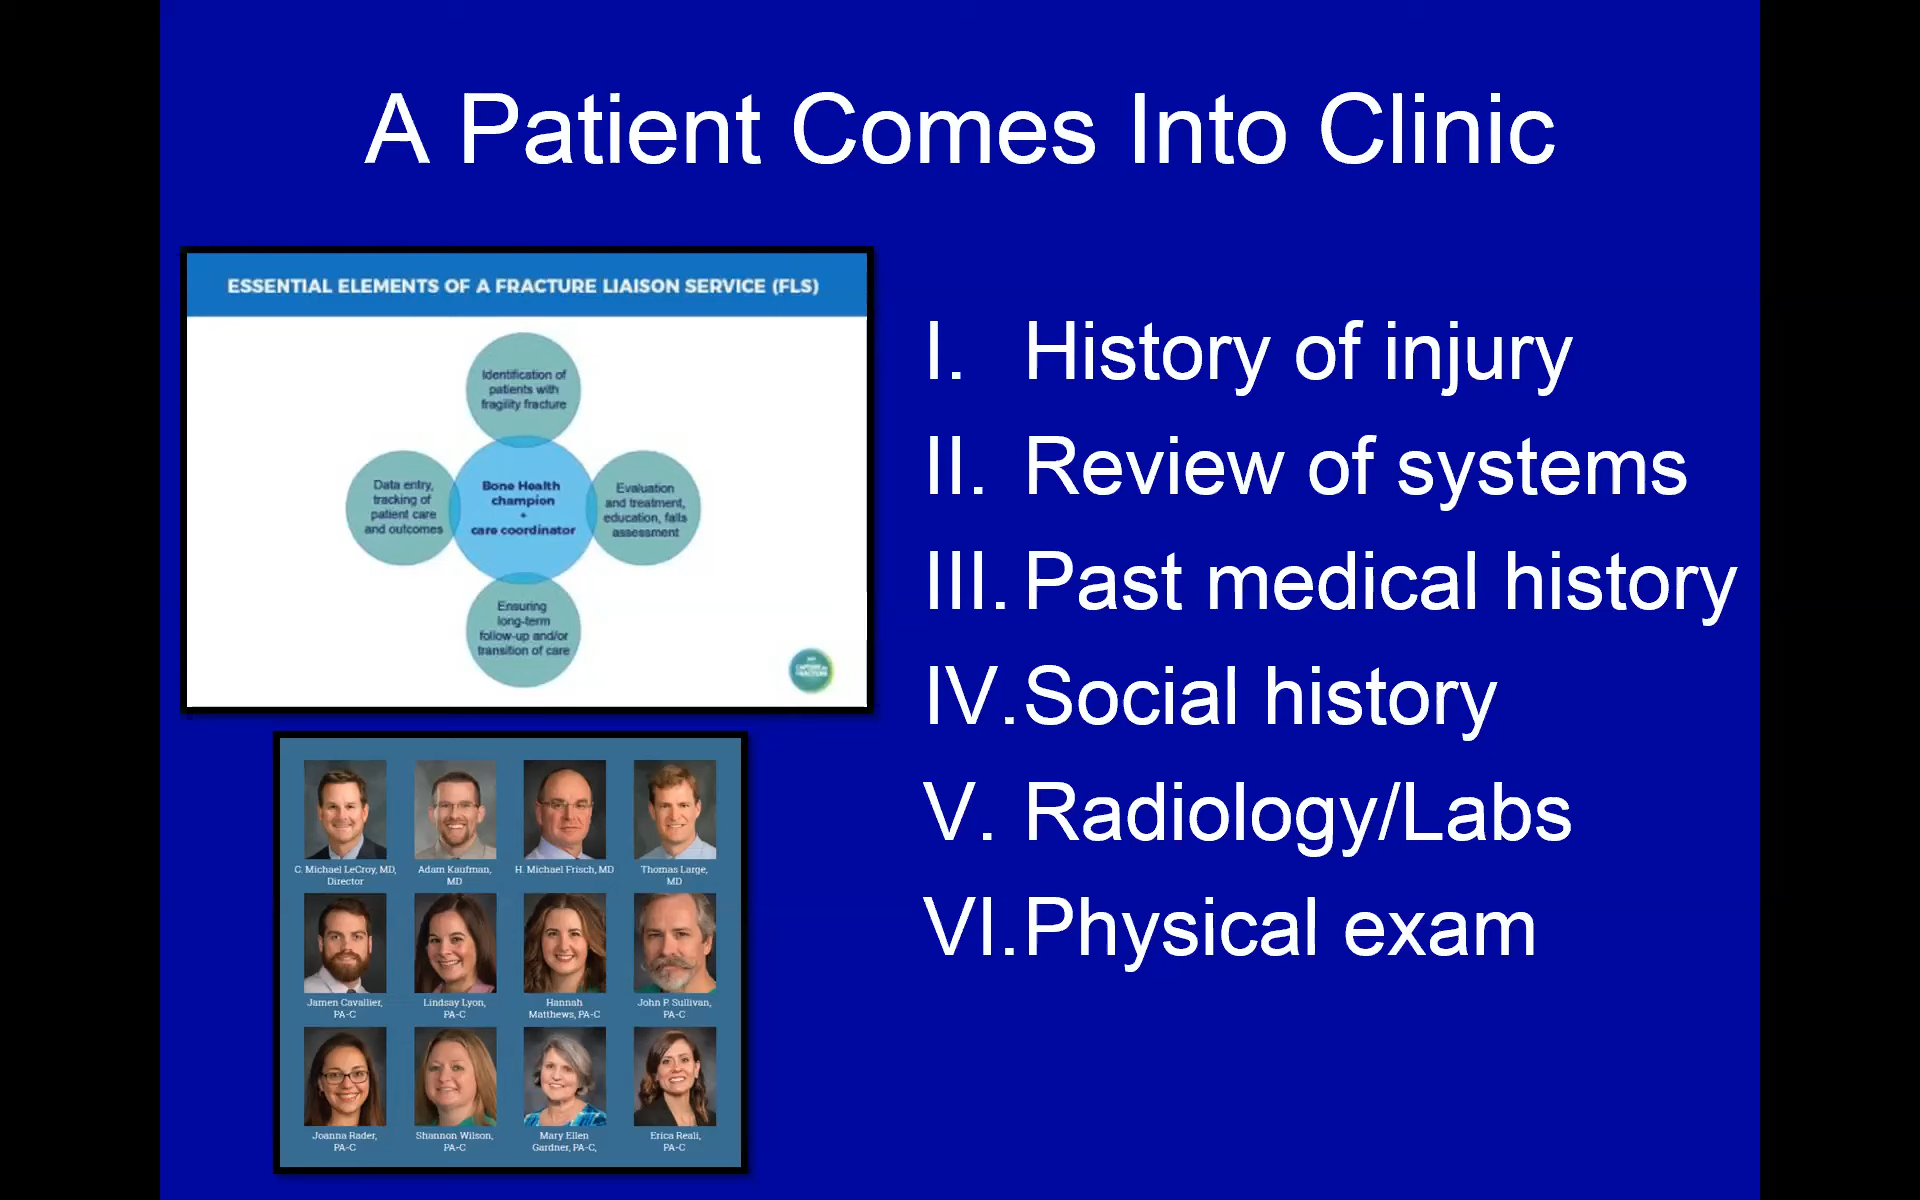 A Patient Comes Into Clinic
ESSENTIAL ELEMENTS OF A FRACTURE LIAISON SERVICE (FLS)
Identification of
patients with
fragility fracture
Data entry,
tracking of
patient care
and outcomes
Bone Health
champion
+
care coordinator
Evaluation
and treatment,
education, falls
assessment
Ensuring
long-term
follow-up and/or
transition of care
I. History of injury
II. Review of systems
III. Past medical history
IV. Social history
V. Radiology/Labs
VI. Physical exam
C. Michael LeCroy, MD,
Director
Adam Kaufman,
MD
H. Michael Frisch, MD
Thomas Large,
MD
Jamen Cavallier,
PA-C
Lindsay Lyon,
PA-C
Hannah
Matthews, PA-C
John P. Sullivan,
PA-C
Joanna Rader,
PA-C
Shannon Wilson,
PA-C
Mary Ellen
Gardner, PA-C,
Erica Reali,
PA-C